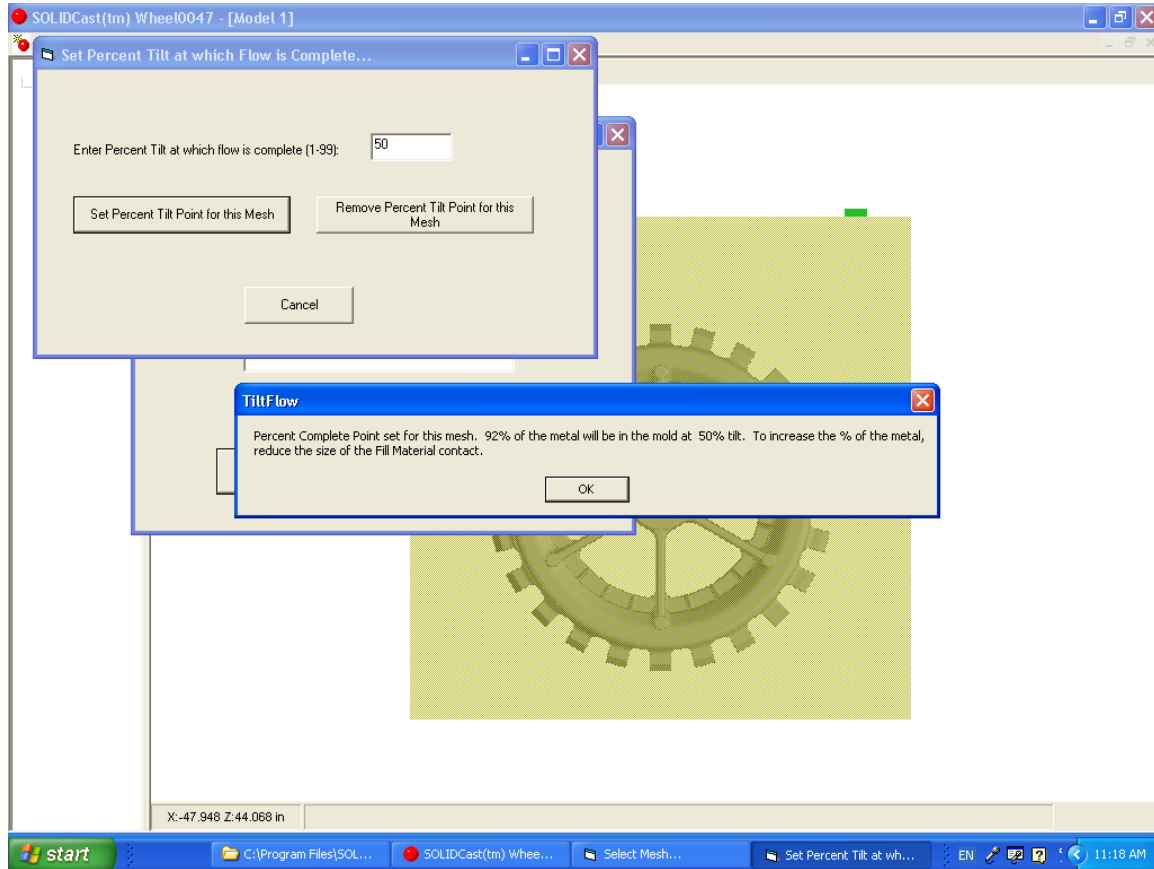 SOLIDCast(tm) Wheel0047 - [Model 1]
Set Percent Tilt at which Flow is Complete...
Enter Percent Tilt at which flow is complete (1-99):
50
Set Percent Tilt Point for this Mesh
Remove Percent Tilt Point for this
Mesh
Cancel
TiltFlow
Percent Complete Point set for this mesh.  92% of the metal will be in the mold at  50% tilt.  To increase the % of the metal,
reduce the size of the Fill Material contact.
OK
X:-47.948 Z:44.068 in
start
C:\Program Files\SOL...
SOLIDCast(tm) Whee...
Select Mesh...
Set Percent Tilt at wh...
EN
11:18 AM